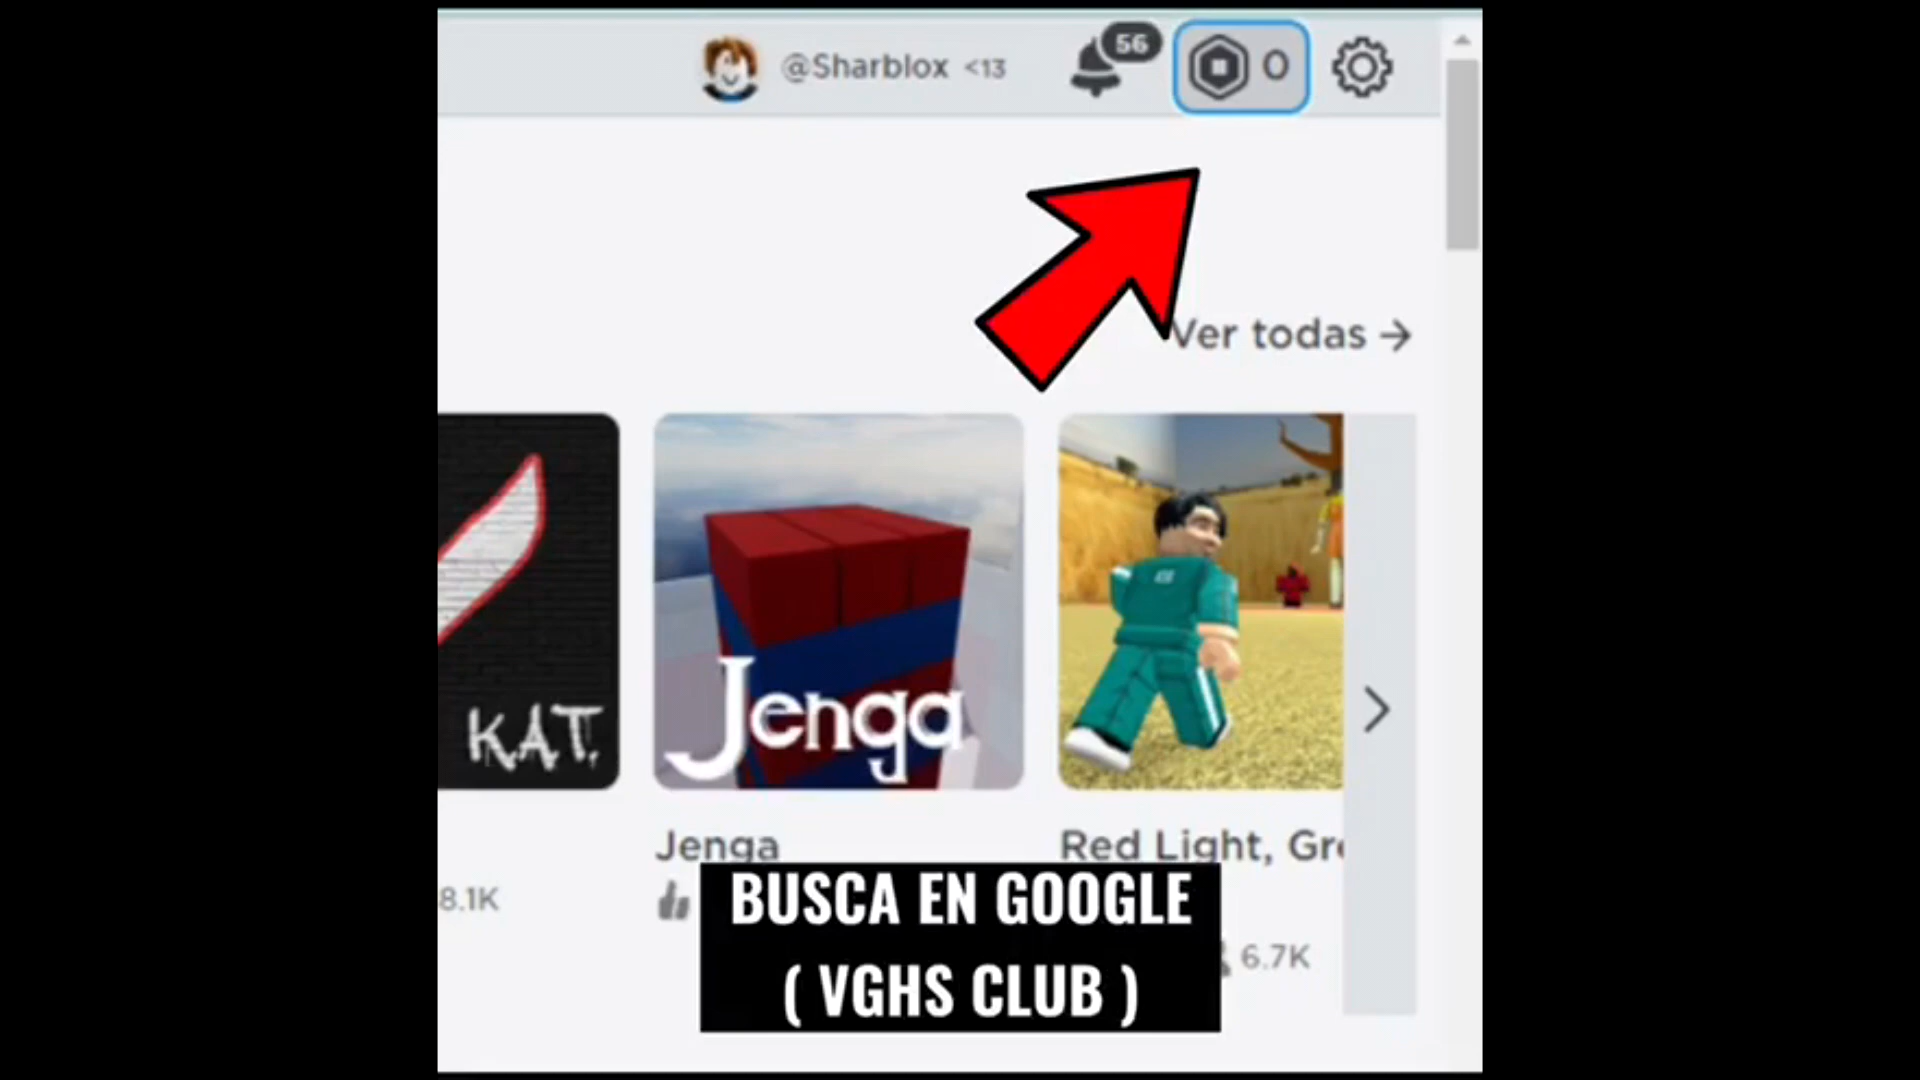 @Sharblox <13
56
0
Ver todas →
KAT.
Jenga
Jenga
Red Light, Gre
8.1K
6.7K
BUSCA EN GOOGLE
( VGHS CLUB )